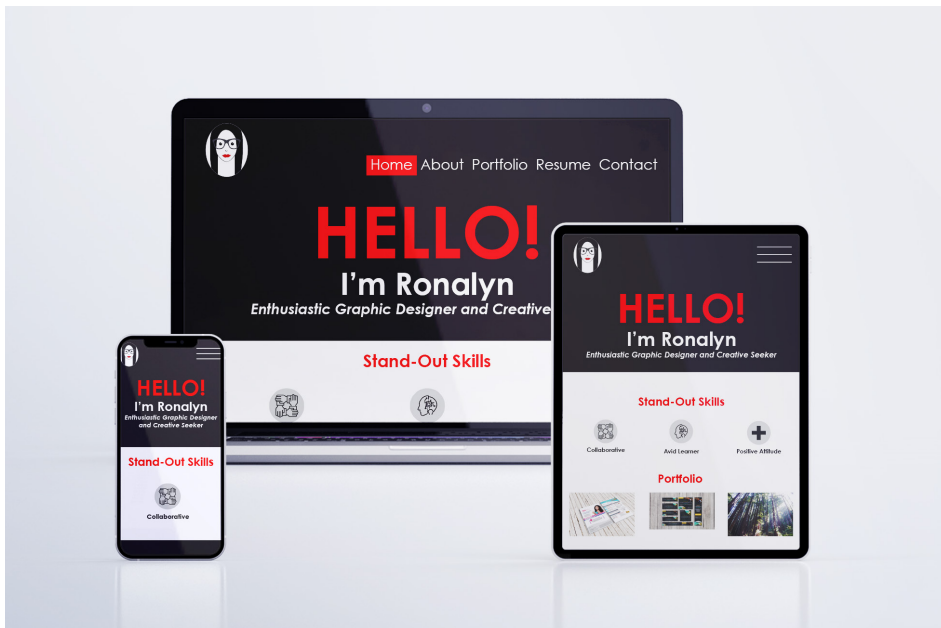 Home About Portfolio Resume Contact
HELLO!
I'm Ronalyn
Enthusiastic Graphic Designer and Creative
Stand-Out Skills
HELLO!
I'm Ronalyn
Enthusiastic Graphic Designer
and Creative Seeker
Stand-Out Skills
Collaborative
HELLO!
I'm Ronalyn
Enthusiastic Graphic Designer and Creative Seeker
Stand-Out Skills
Collaborative Avid Learner Positive Attitude
Portfolio